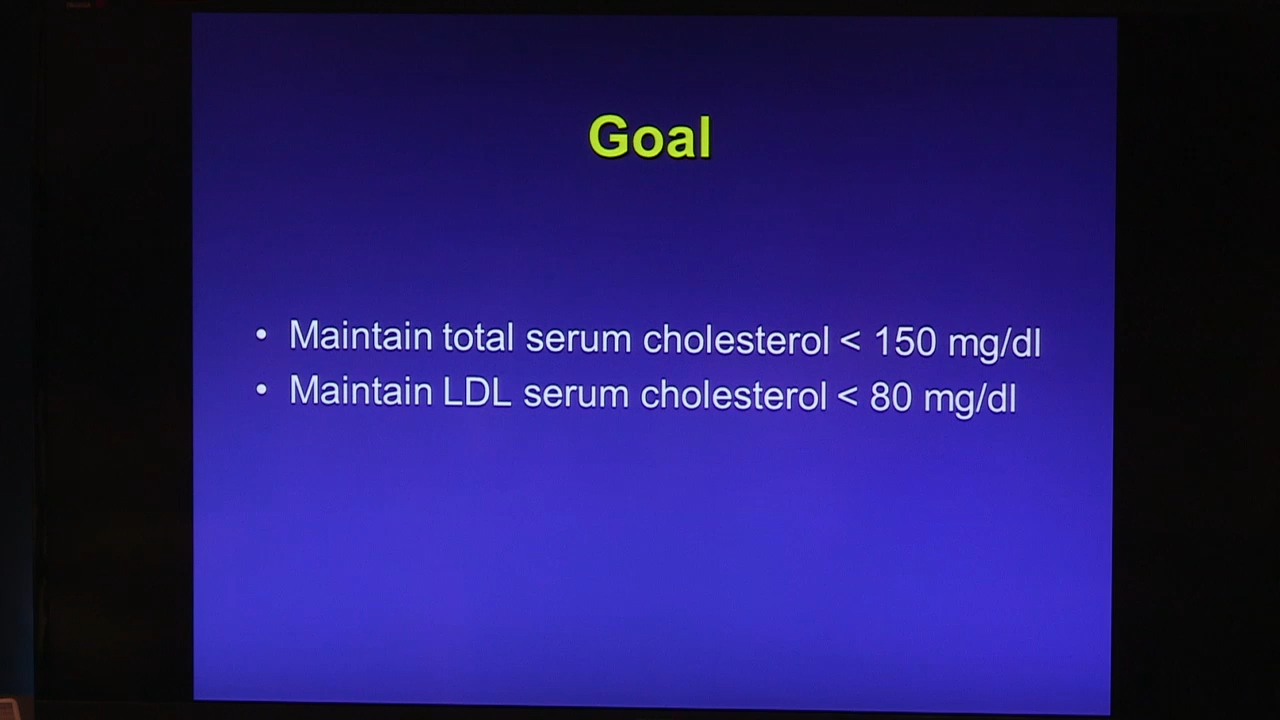 Goal
• Maintain total serum cholesterol < 150 mg/dl
• Maintain LDL serum cholesterol < 80 mg/dl